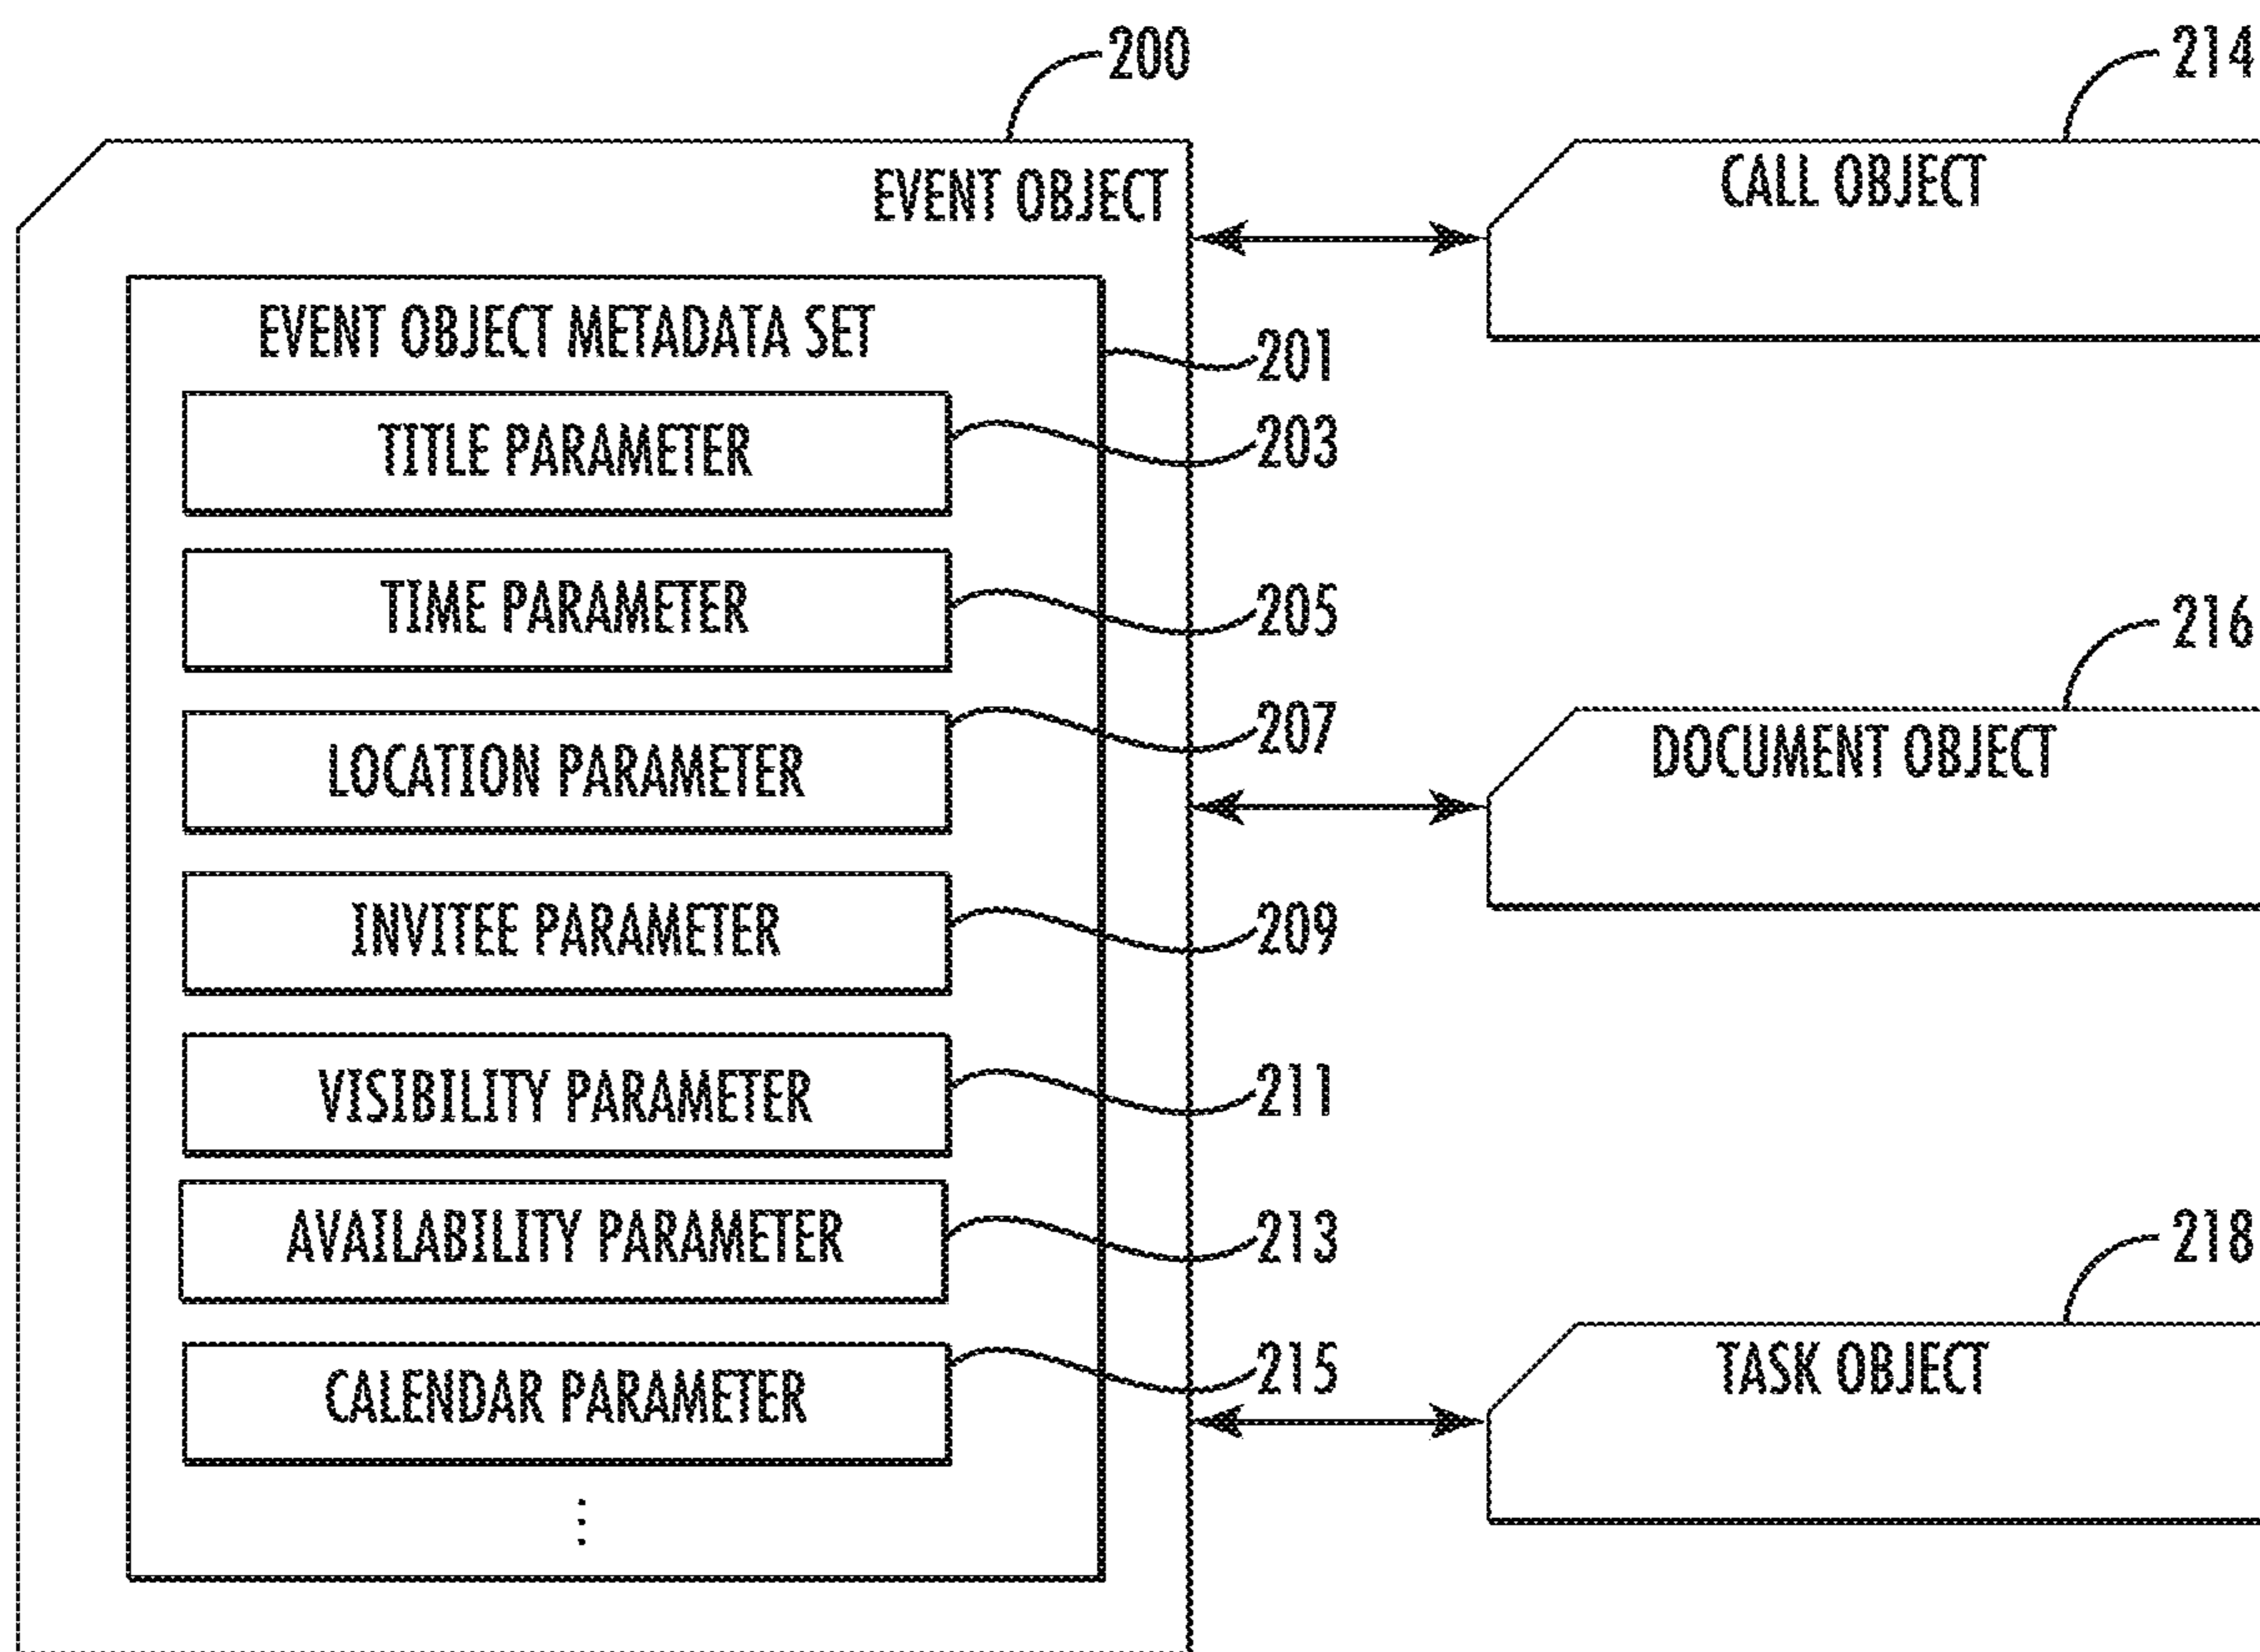 200
EVENT OBJECT
EVENT OBJECT METADATA SET
201
TITLE PARAMETER
203
TIME PARAMETER
205
LOCATION PARAMETER
207
INVITEE PARAMETER
209
VISIBILITY PARAMETER
211
AVAILABILITY PARAMETER
213
CALENDAR PARAMETER
215
⋮
214
CALL OBJECT
216
DOCUMENT OBJECT
218
TASK OBJECT